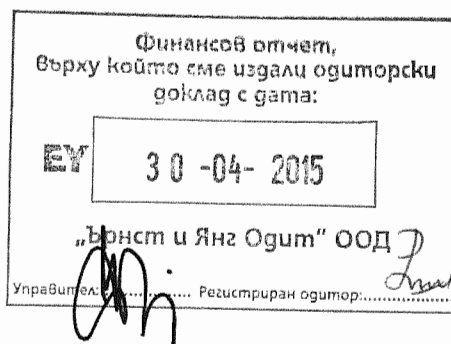 Финансов отчет,
върху който сме издали одиторски
доклад с дата:
EY 30 -04- 2015
„Ърнст и Янг Одит“ ООД
Управител:................ Регистриран одитор:................